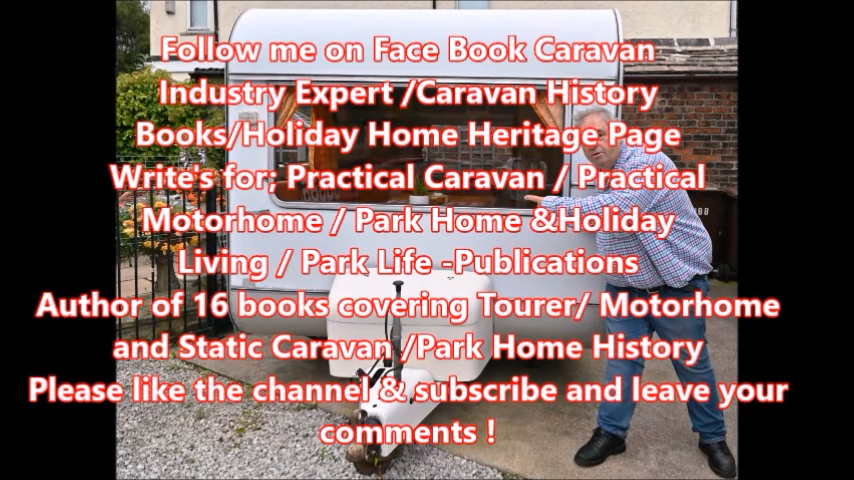 Follow me on Face Book Caravan
Industry Expert /Caravan History
Books/Holiday Home Heritage Page
Write's for; Practical Caravan / Practical
Motorhome / Park Home &Holiday
Living / Park Life -Publications
Author of 16 books covering Tourer/ Motorhome
and Static Caravan /Park Home History
Please like the channel & subscribe and leave your
comments !